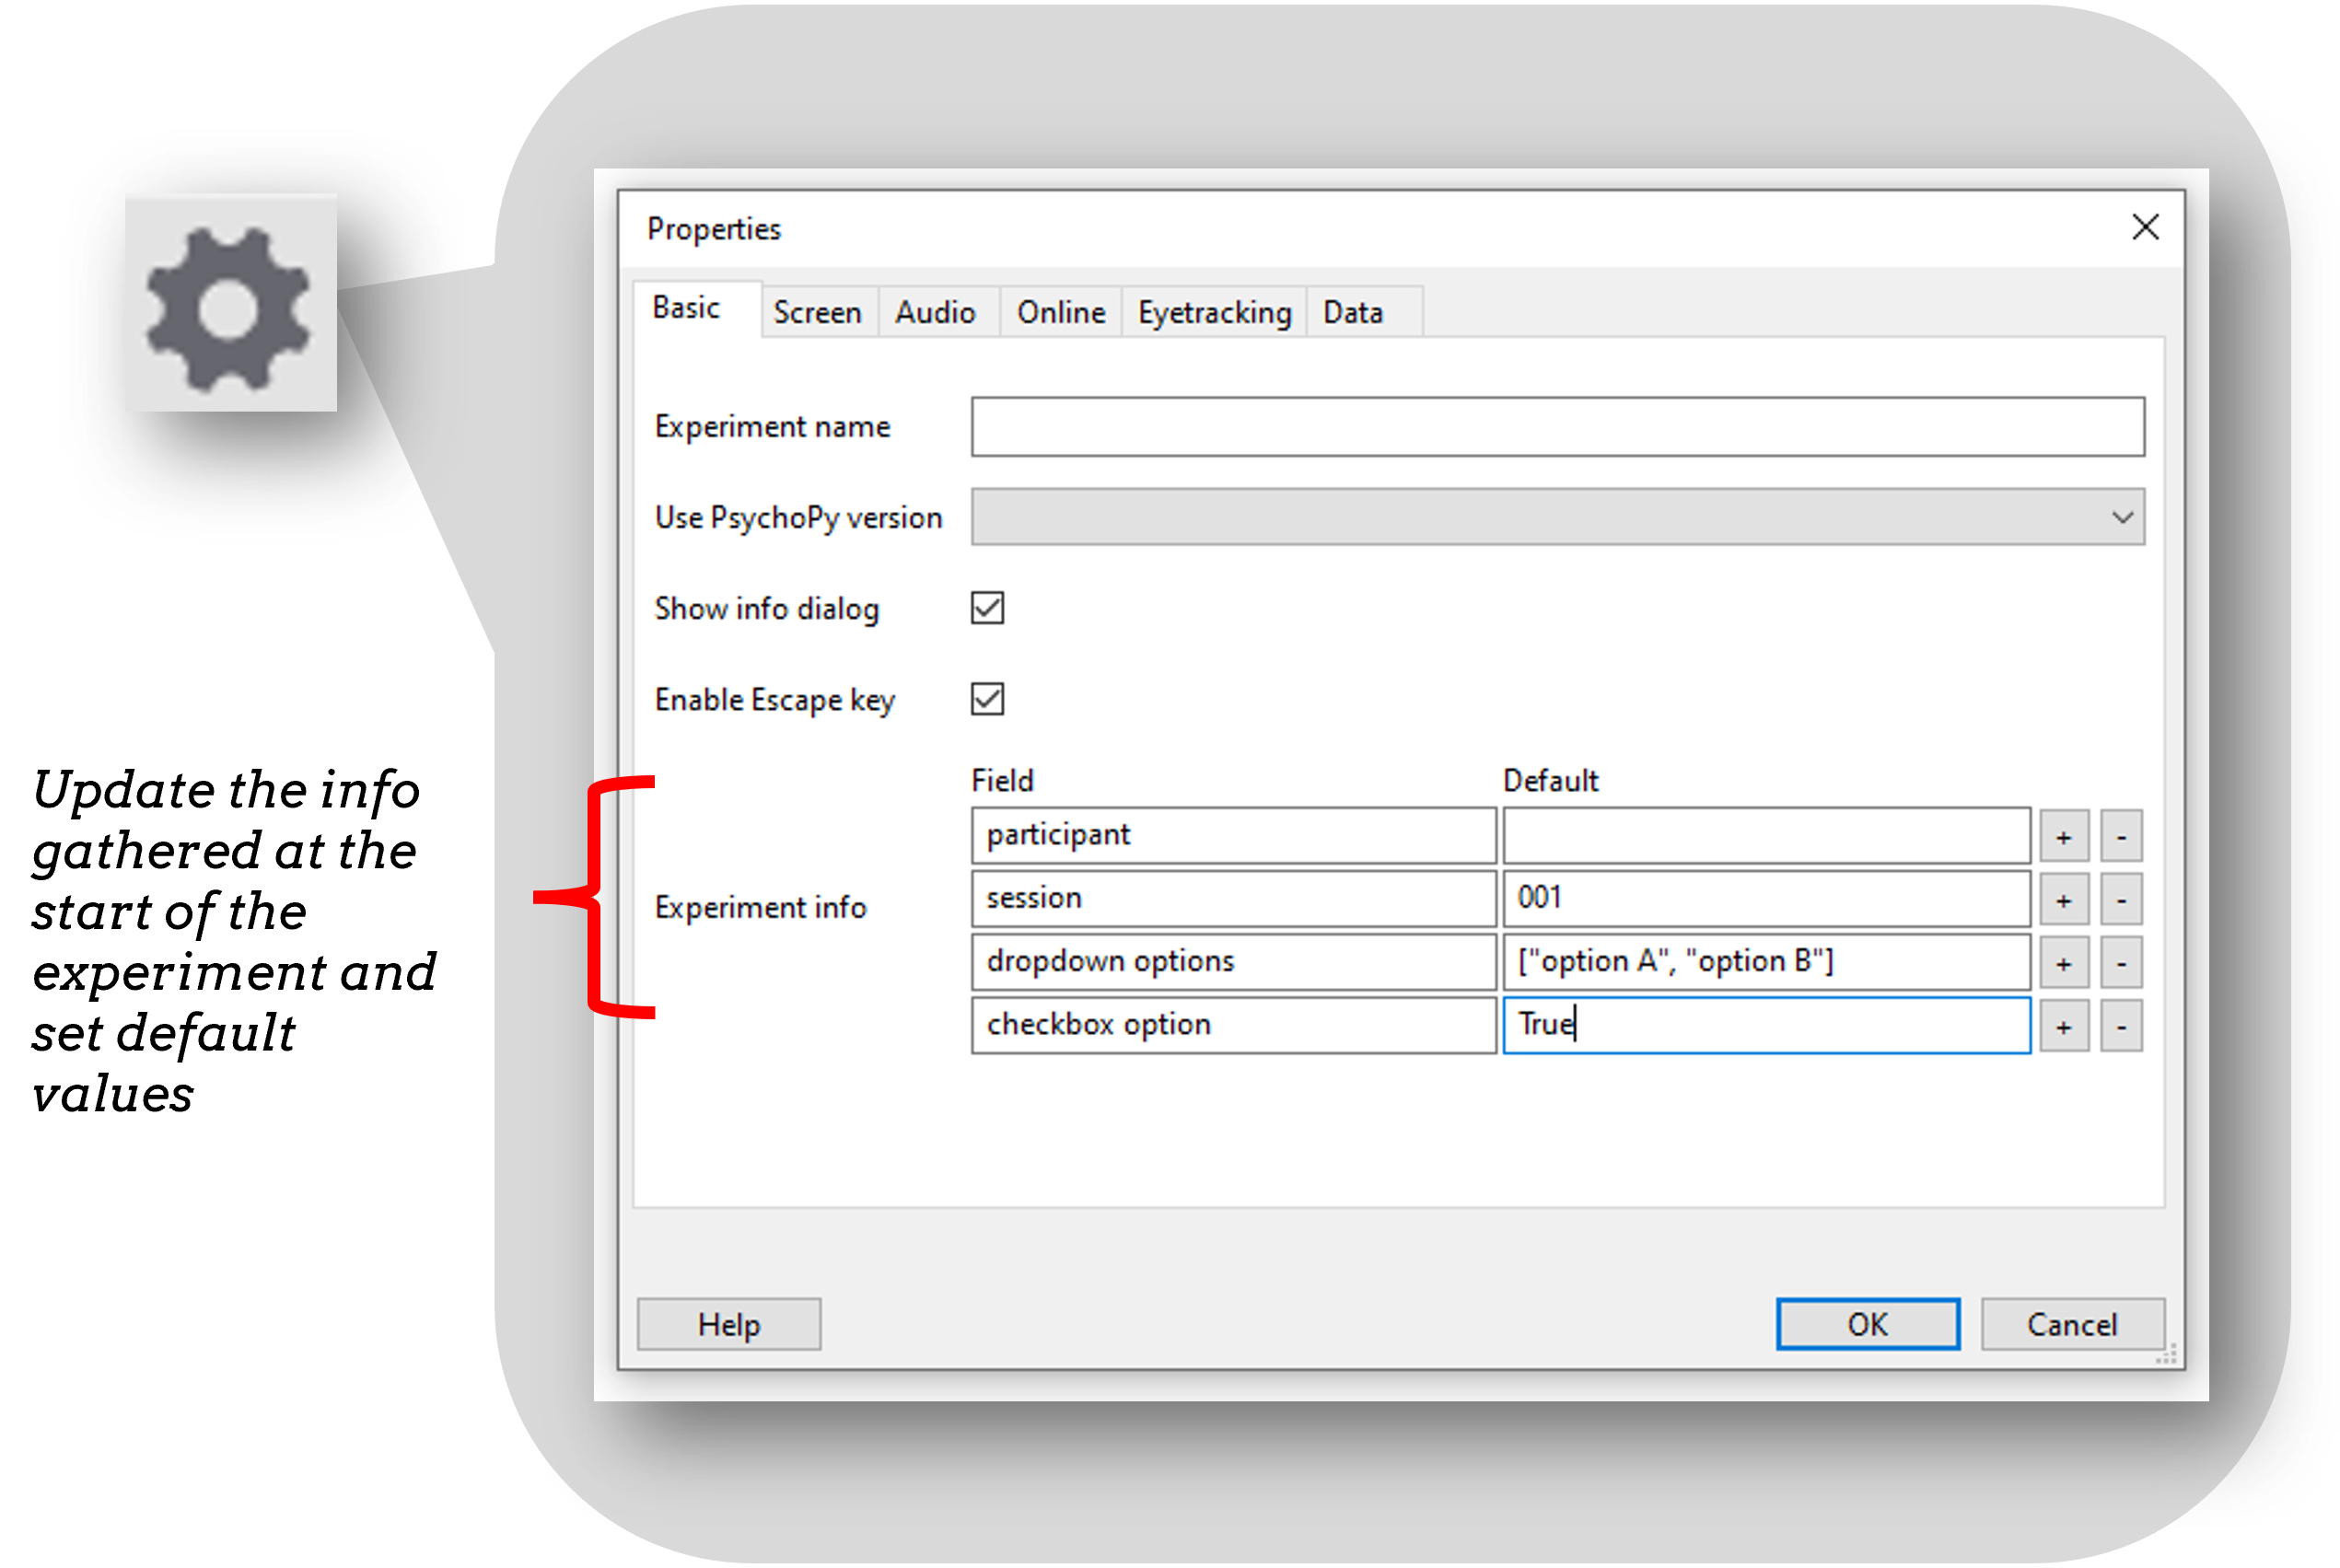 Properties
Basic
Screen
Audio
Online
Eyetracking
Data
Experiment name
Use PsychoPy version
Show info dialog
Enable Escape key
Update the info
gathered at the
start of the
experiment and
set default
values
Experiment info
Field Default
participant + -
session 001 + -
dropdown options ["option A", "option B"] + -
checkbox option True + -
Help
OK
Cancel